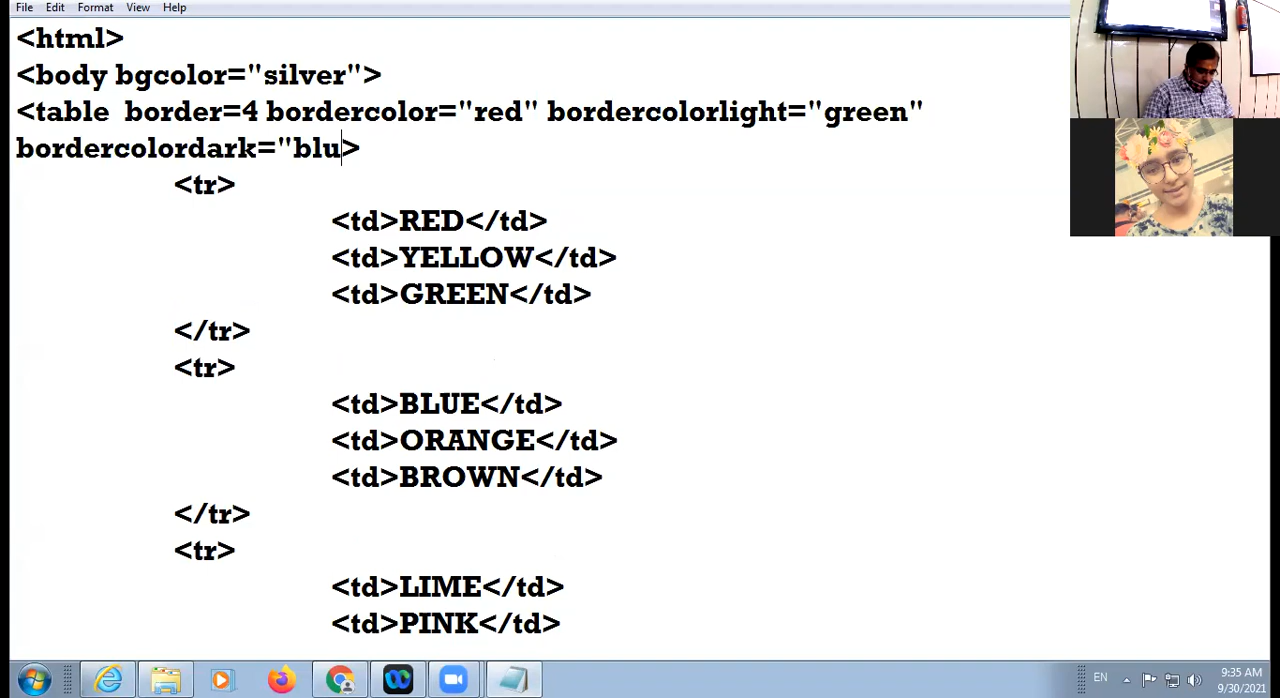 File Edit Format View Help
<html>
<body bgcolor="silver">
<table  border=4 bordercolor="red" bordercolorlight="green"
bordercolordark="blu>
<tr>
<td>RED</td>
<td>YELLOW</td>
<td>GREEN</td>
</tr>
<tr>
<td>BLUE</td>
<td>ORANGE</td>
<td>BROWN</td>
</tr>
<tr>
<td>LIME</td>
<td>PINK</td>
EN
9:35 AM
9/30/2021